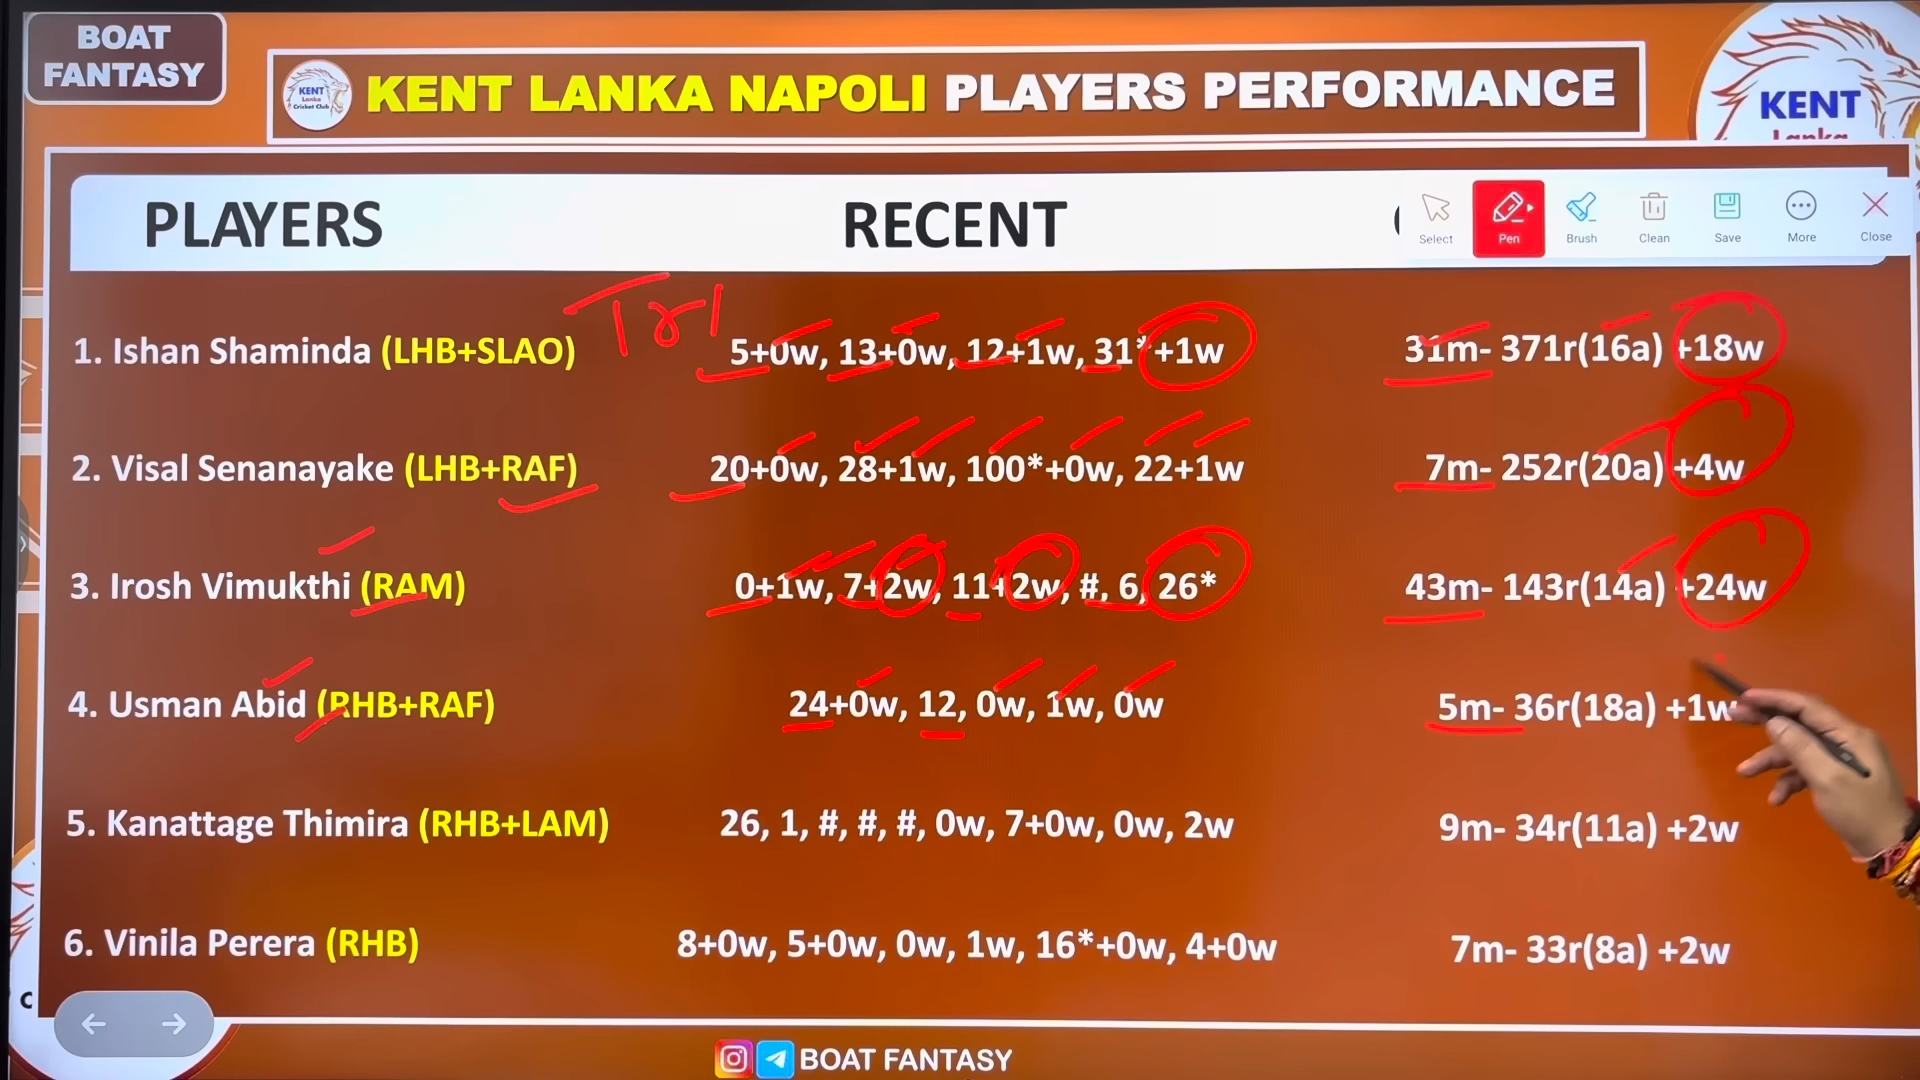 BOAT
FANTASY
KENT
Lanka
Cricket Club
KENT LANKA NAPOLI PLAYERS PERFORMANCE
KENT
Lanka
PLAYERS RECENT
Select Pen Brush Clean Save More Close
Tri
1. Ishan Shaminda (LHB+SLAO) 5+0w, 13+0w, 12+1w, 31*+1w 31m- 371r(16a) +18w
2. Visal Senanayake (LHB+RAF) 20+0w, 28+1w, 100*+0w, 22+1w 7m- 252r(20a) +4w
3. Irosh Vimukthi (RAM) 0+1w, 7+2w, 11+2w, #, 6, 26* 43m- 143r(14a) +24w
4. Usman Abid (RHB+RAF) 24+0w, 12, 0w, 1w, 0w 5m- 36r(18a) +1w
5. Kanattage Thimira (RHB+LAM) 26, 1, #, #, #, 0w, 7+0w, 0w, 2w 9m- 34r(11a) +2w
6. Vinila Perera (RHB) 8+0w, 5+0w, 0w, 1w, 16*+0w, 4+0w 7m- 33r(8a) +2w
BOAT FANTASY